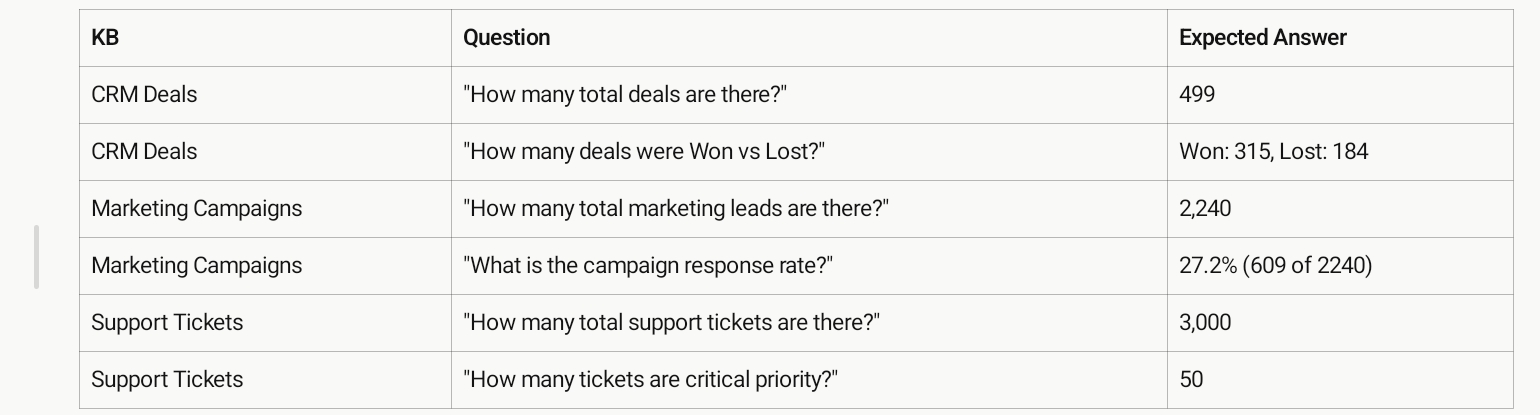 KB Question Expected Answer
CRM Deals "How many total deals are there?" 499
CRM Deals "How many deals were Won vs Lost?" Won: 315, Lost: 184
Marketing Campaigns "How many total marketing leads are there?" 2,240
Marketing Campaigns "What is the campaign response rate?" 27.2% (609 of 2240)
Support Tickets "How many total support tickets are there?" 3,000
Support Tickets "How many tickets are critical priority?" 50